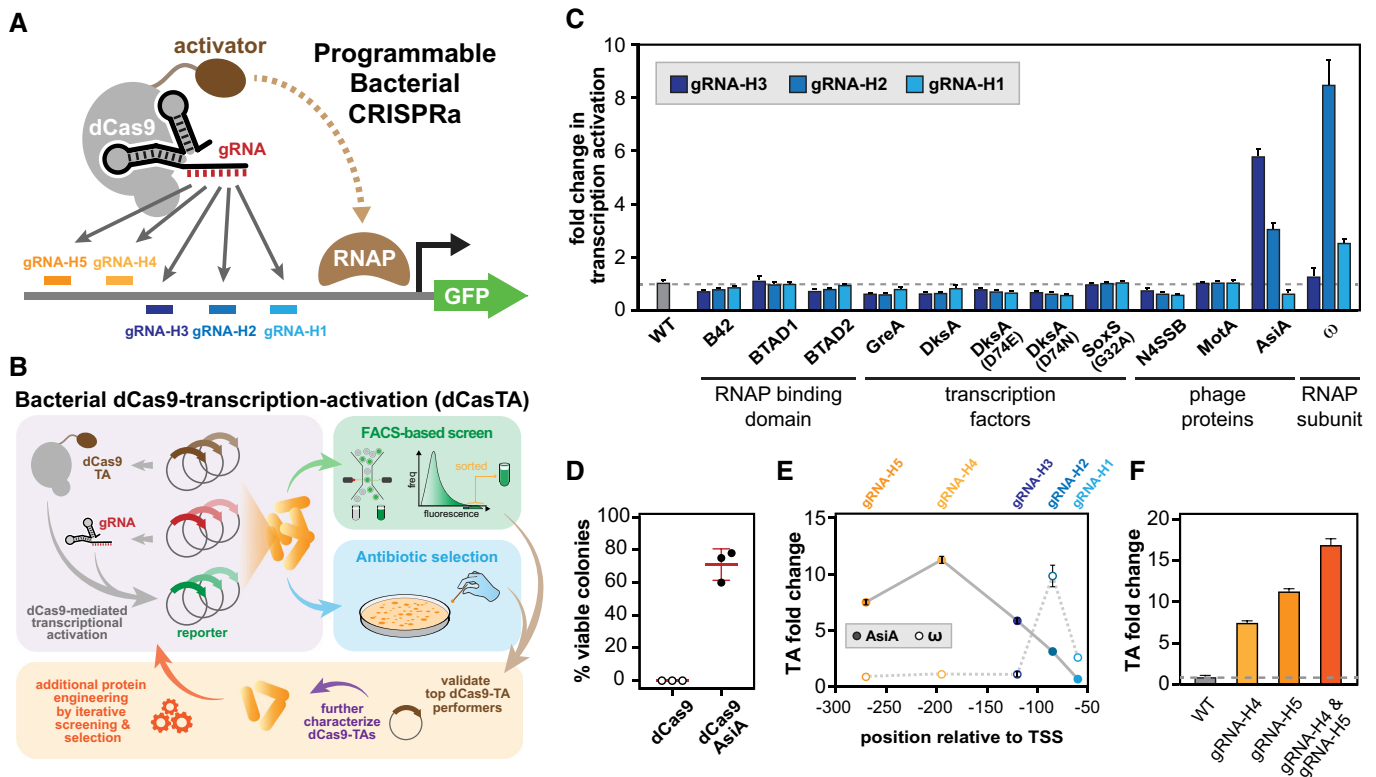 A
activator
Programmable
Bacterial
CRISPRa
dCas9
gRNA
gRNA-H5 gRNA-H4
RNAP
GFP
gRNA-H3 gRNA-H2 gRNA-H1
B
Bacterial dCas9-transcription-activation (dCasTA)
dCas9
TA
gRNA
dCas9-mediated
transcriptional
activation
reporter
FACS-based screen
freq
sorted
fluorescence
Antibiotic selection
additional protein
engineering
by iterative
screening &
selection
further
characterize
dCas9-TAs
validate
top dCas9-TA
performers
C
fold change in
transcription activation
10
8
6
4
2
1
0
gRNA-H3 gRNA-H2 gRNA-H1
WT
B42
BTAD1
BTAD2
GreA
DksA
DksA
(D74E)
DksA
(D74N)
SoxS
(G32A)
N4SSB
MotA
AsiA
ω
RNAP binding
domain
transcription
factors
phage
proteins
RNAP
subunit
D
% viable colonies
100
80
60
40
20
0
dCas9
dCas9
AsiA
E
gRNA-H5
gRNA-H4
gRNA-H3
gRNA-H2
gRNA-H1
TA fold change
15
10
5
0
AsiA ω
-300 -250 -200 -150 -100 -50
position relative to TSS
F
TA fold change
20
15
10
5
0
WT
gRNA-H4
gRNA-H5
gRNA-H4 &
gRNA-H5